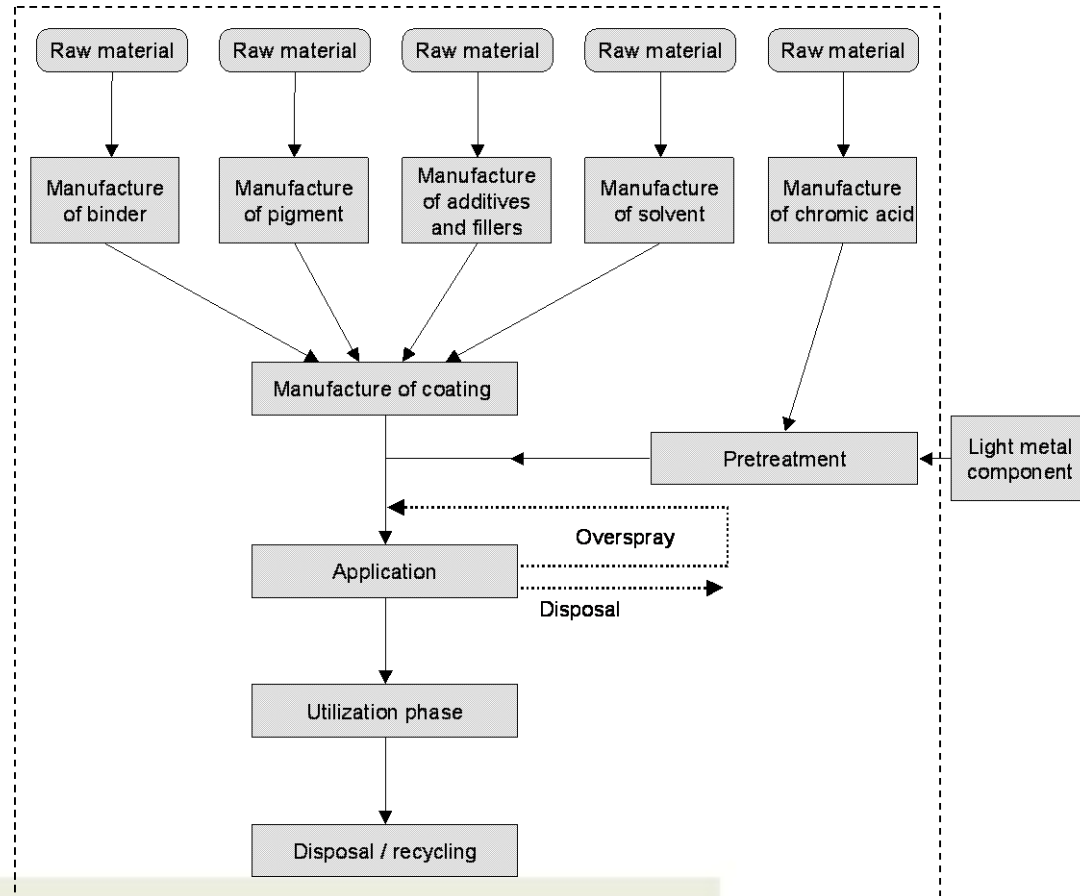 Raw material
Raw material
Raw material
Raw material
Raw material
Manufacture
of binder
Manufacture
of pigment
Manufacture
of additives
and fillers
Manufacture
of solvent
Manufacture
of chromic acid
Manufacture of coating
Pretreatment
Light metal
component
Overspray
Application
Disposal
Utilization phase
Disposal / recycling